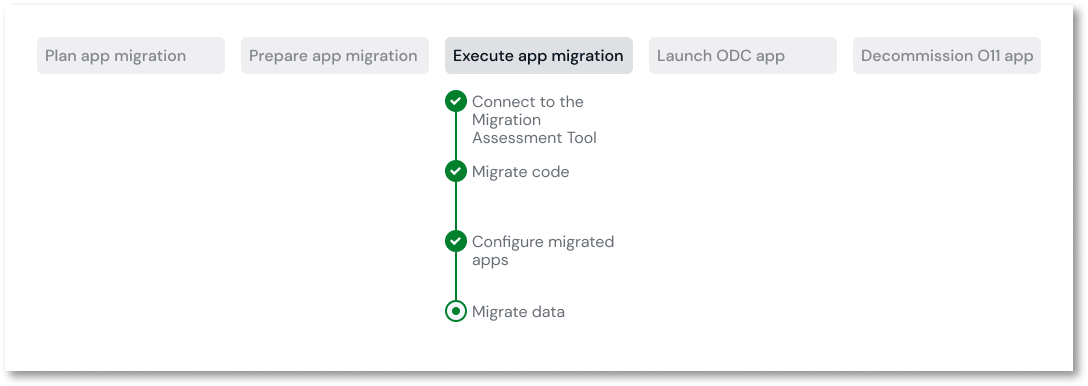 Plan app migration
Prepare app migration
Execute app migration
Launch ODC app
Decommission O11 app
Connect to the
Migration
Assessment Tool
Migrate code
Configure migrated
apps
Migrate data